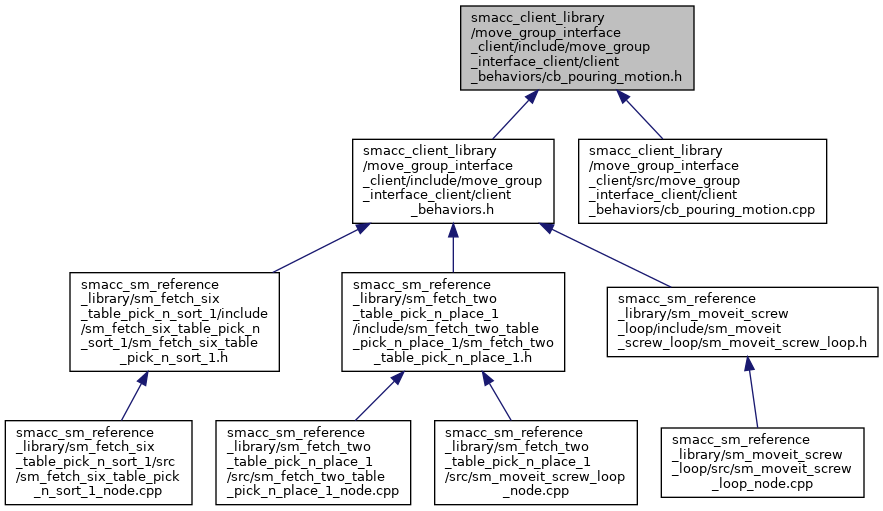 smacc_client_library
/move_group_interface
_client/include/move_group
_interface_client/client
_behaviors/cb_pouring_motion.h
smacc_client_library
/move_group_interface
_client/include/move_group
_interface_client/client
_behaviors.h
smacc_client_library
/move_group_interface
_client/src/move_group
_interface_client/client
_behaviors/cb_pouring_motion.cpp
smacc_sm_reference
_library/sm_fetch_six
_table_pick_n_sort_1/include
/sm_fetch_six_table_pick_n
_sort_1/sm_fetch_six_table
_pick_n_sort_1.h
smacc_sm_reference
_library/sm_fetch_two
_table_pick_n_place_1
/include/sm_fetch_two_table
_pick_n_place_1/sm_fetch_two
_table_pick_n_place_1.h
smacc_sm_reference
_library/sm_moveit_screw
_loop/include/sm_moveit
_screw_loop/sm_moveit_screw_loop.h
smacc_sm_reference
_library/sm_fetch_six
_table_pick_n_sort_1/src
/sm_fetch_six_table_pick
_n_sort_1_node.cpp
smacc_sm_reference
_library/sm_fetch_two
_table_pick_n_place_1
/src/sm_fetch_two_table
_pick_n_place_1_node.cpp
smacc_sm_reference
_library/sm_fetch_two
_table_pick_n_place_1
/src/sm_moveit_screw_loop
_node.cpp
smacc_sm_reference
_library/sm_moveit_screw
_loop/src/sm_moveit_screw
_loop_node.cpp